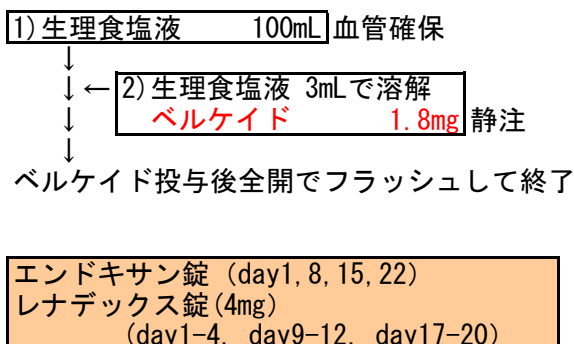 1)生理食塩液 100mL 血管確保
↓
↓← 2)生理食塩液 3mLで溶解
↓ ベルケイド 1.8mg 静注
↓
ベルケイド投与後全開でフラッシュして終了
エンドキサン錠 (day1,8,15,22)
レナデックス錠(4mg)
(day1-4, day9-12, day17-20)